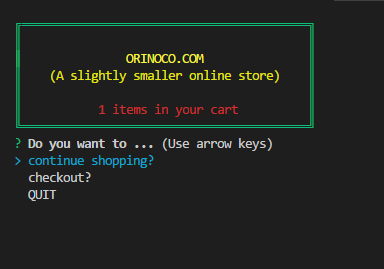 ORINOCO.COM
(A slightly smaller online store)
1 items in your cart
? Do you want to ... (Use arrow keys)
> continue shopping?
checkout?
QUIT